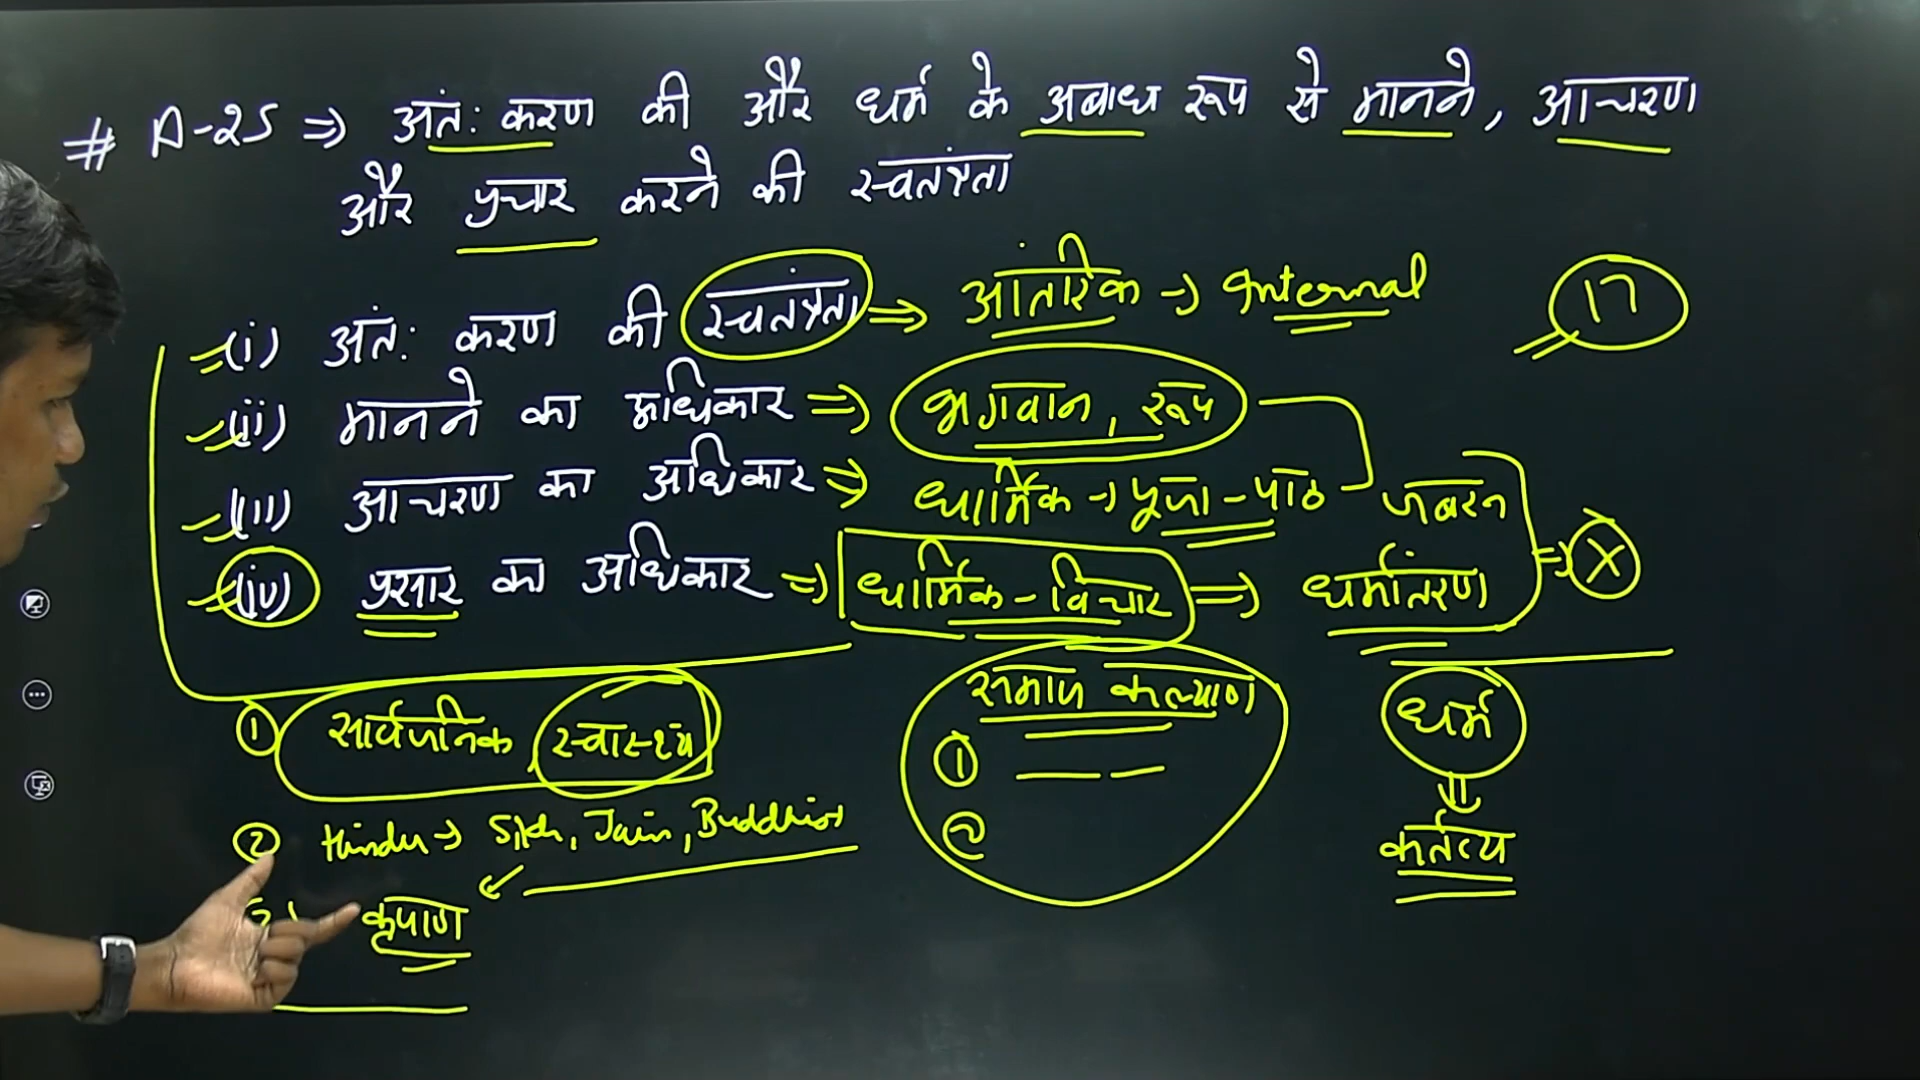 # A-25 ⇒ अंतः करण की और धर्म के अबाध रूप से मानने, आचरण
और प्रचार करने की स्वतंत्रता
(i) अंतः करण की स्वतंत्रता ⇒ आंतरिक → Internal
17
(ii) मानने का अधिकार ⇒ भगवान, रूप
(iii) आचरण का अधिकार ⇒ धार्मिक → पूजा - पाठ
जबरन
(iv) प्रसार का अधिकार ⇒ धार्मिक - विचार ⇒ धर्मांतरण ⇒ X
① सार्वजनिक स्वास्थ्य
② Hindu → Sikh, Jain, Buddhist
कृपाण
समाज कल्याण
①
②
धर्म
⇓
कर्तव्य